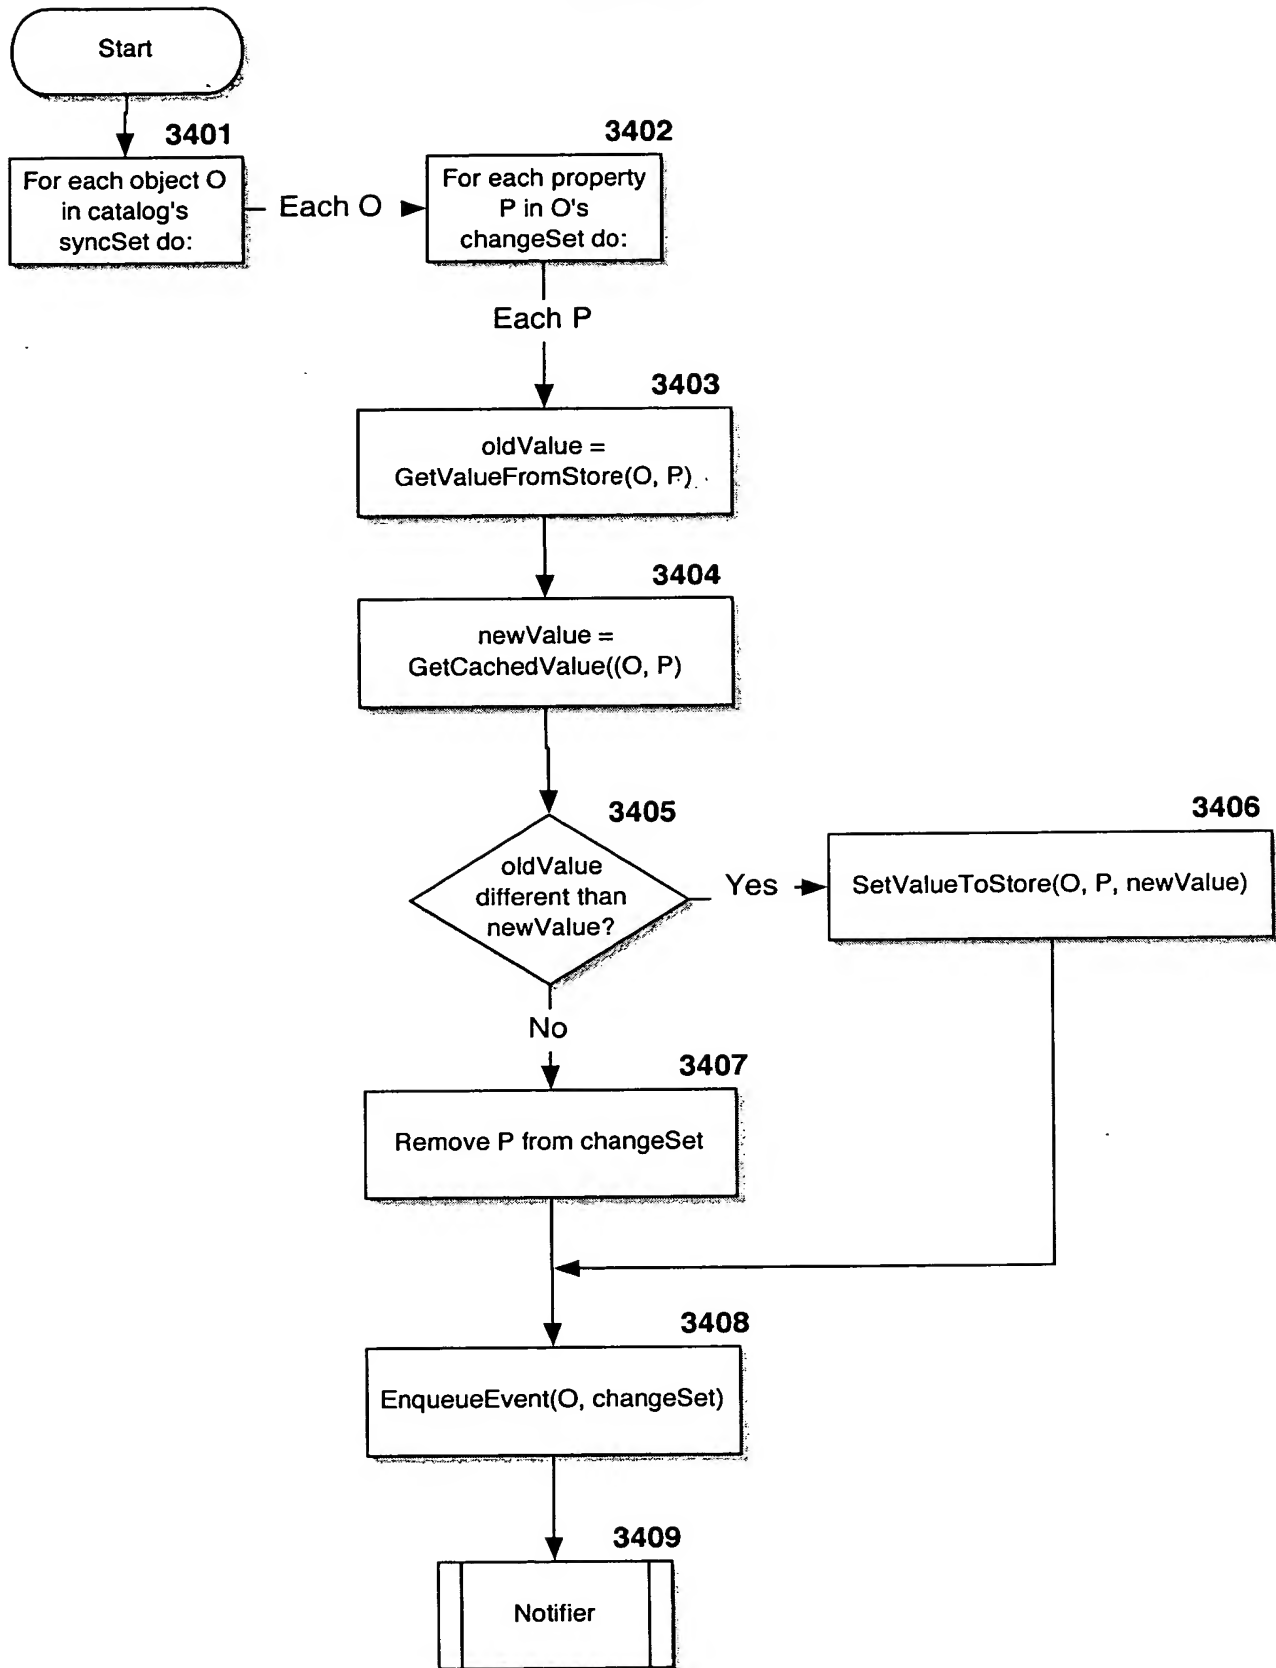 Start
3401
For each object O
in catalog's
syncSet do:
Each O
3402
For each property
P in O's
changeSet do:
Each P
3403
oldValue =
GetValueFromStore(O, P)
3404
newValue =
GetCachedValue((O, P)
3405
oldValue
different than
newValue?
Yes
3406
SetValueToStore(O, P, newValue)
No
3407
Remove P from changeSet
3408
EnqueueEvent(O, changeSet)
3409
Notifier